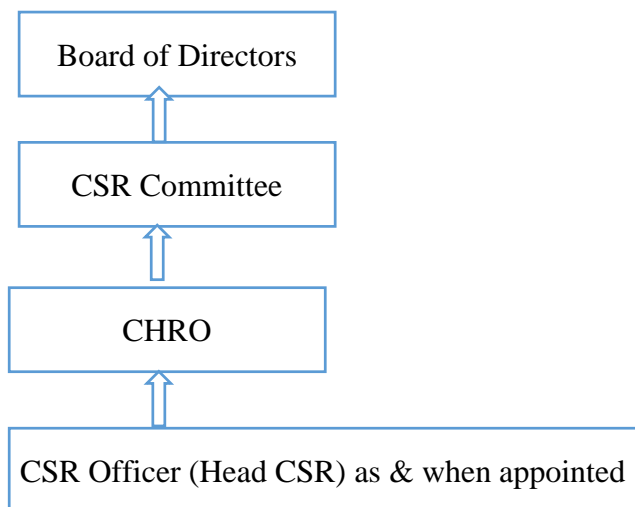 Board of Directors
CSR Committee
CHRO
CSR Officer (Head CSR) as & when appointed